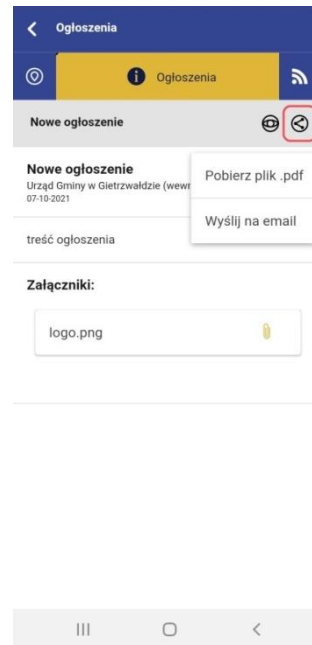 Ogłoszenia
Ogłoszenia
Nowe ogłoszenie
Nowe ogłoszenie
Urząd Gminy w Gietrzwałdzie (wewr
07-10-2021
Pobierz plik .pdf
Wyślij na email
treść ogłoszenia
Załączniki:
logo.png